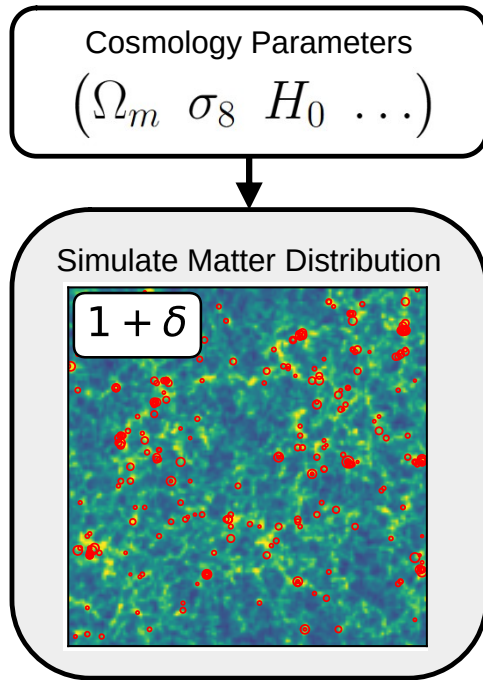 Cosmology Parameters
(Ωₘ σ₈ H₀ ...)
Simulate Matter Distribution
1 + δ